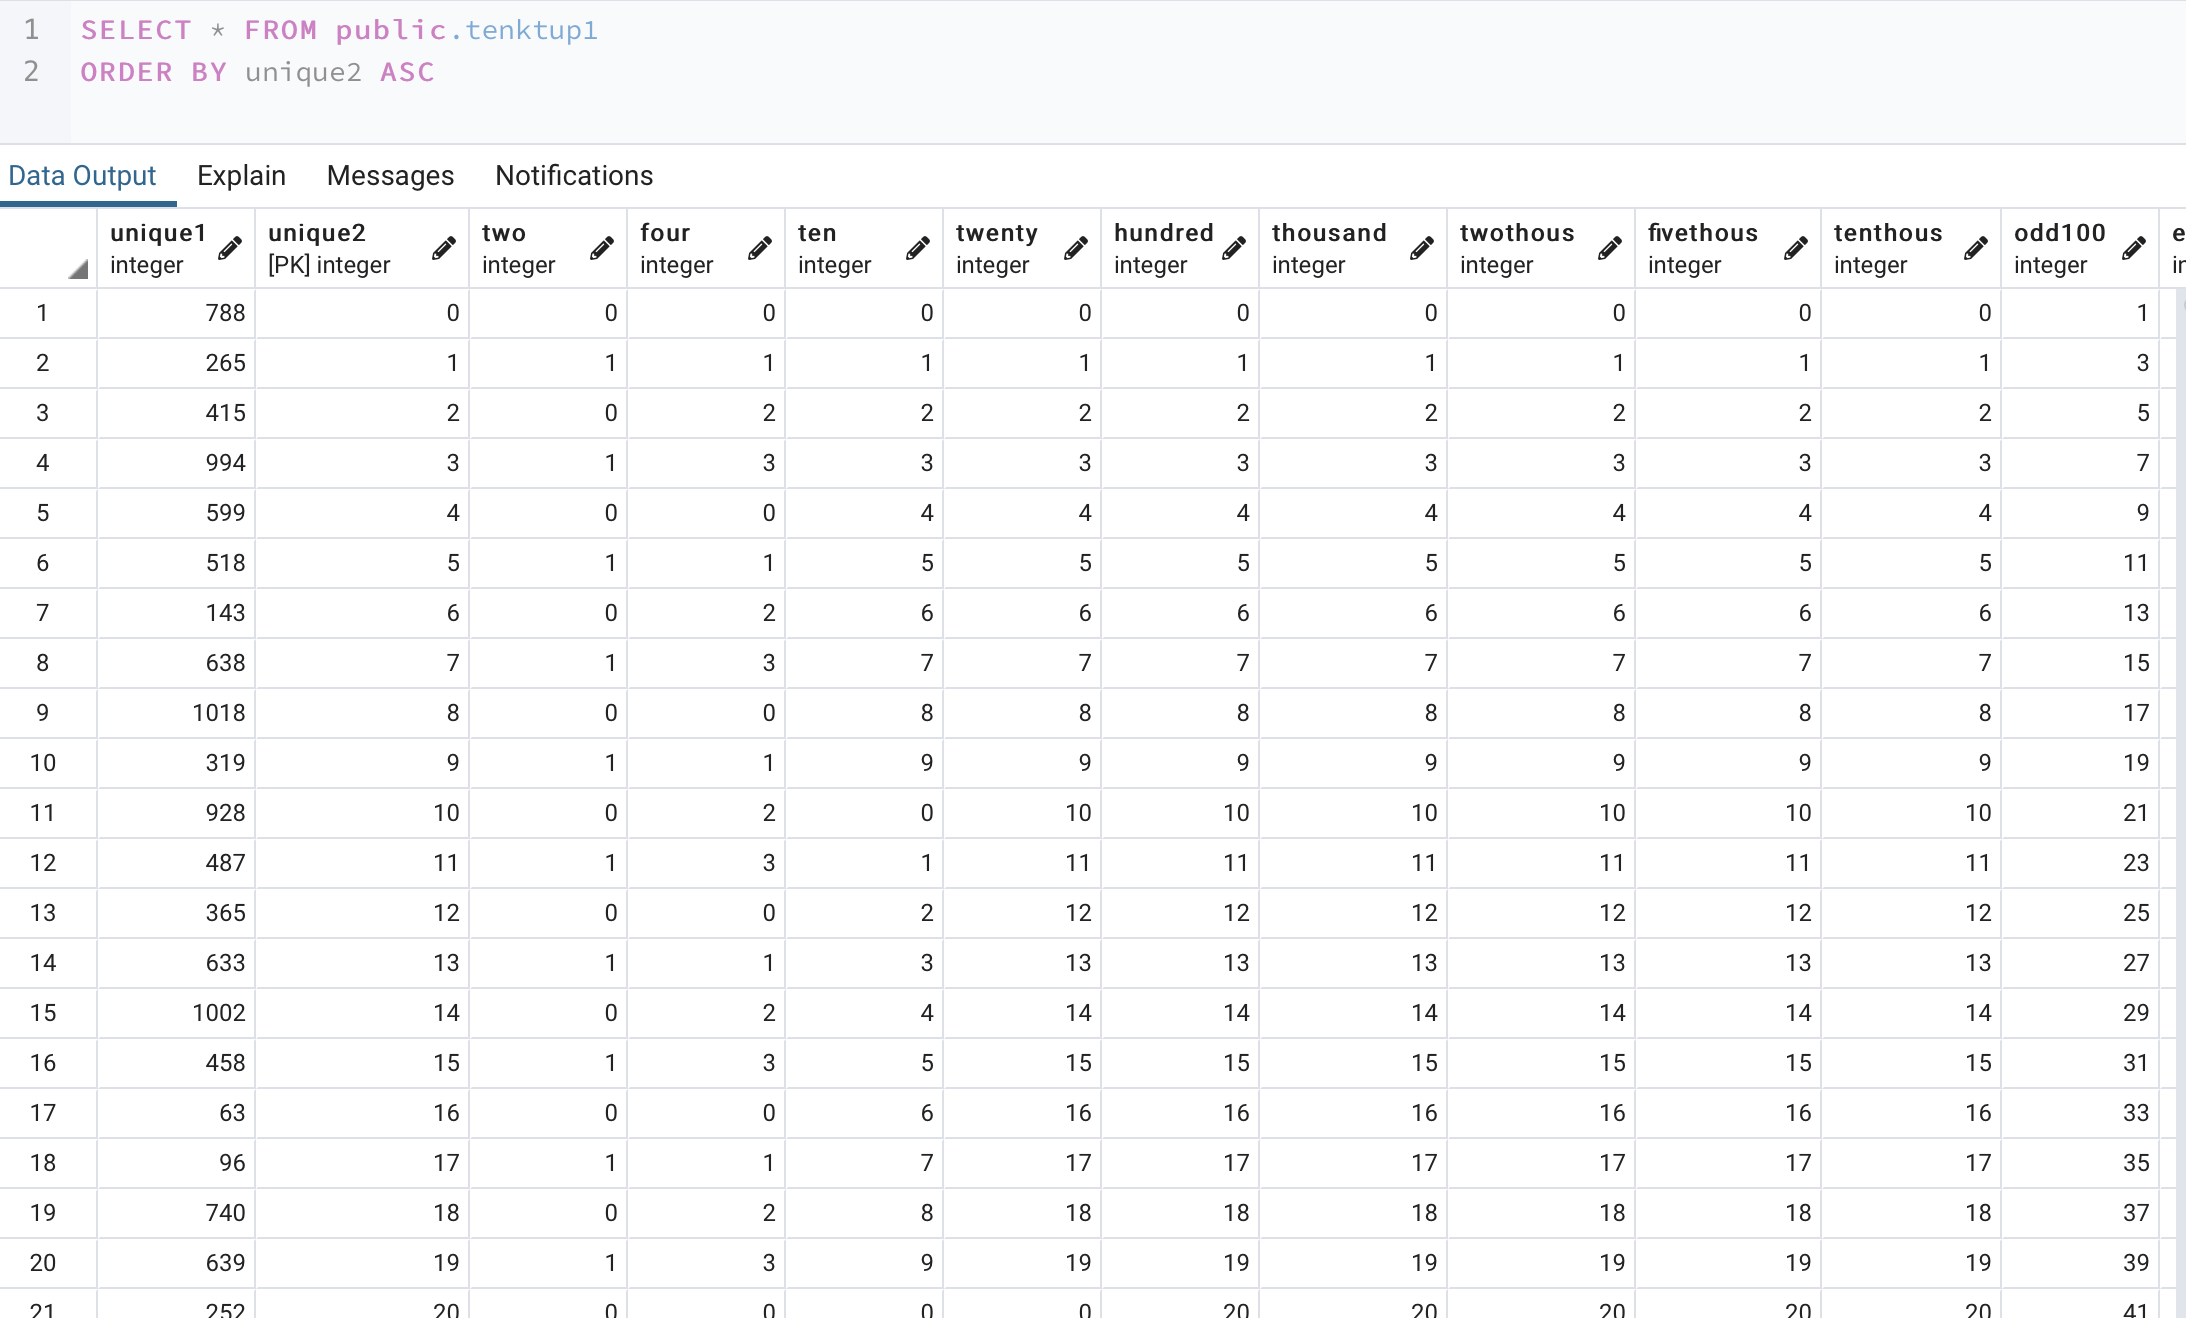 1 SELECT * FROM public.tenktup1
2 ORDER BY unique2 ASC
Data Output Explain Messages Notifications
unique1 unique2 two four ten twenty hundred thousand twothous fivethous tenthous odd100 e
integer [PK] integer integer integer integer integer integer integer integer integer integer integer in
1 788 0 0 0 0 0 0 0 0 0 0 1
2 265 1 1 1 1 1 1 1 1 1 1 3
3 415 2 0 2 2 2 2 2 2 2 2 5
4 994 3 1 3 3 3 3 3 3 3 3 7
5 599 4 0 0 4 4 4 4 4 4 4 9
6 518 5 1 1 5 5 5 5 5 5 5 11
7 143 6 0 2 6 6 6 6 6 6 6 13
8 638 7 1 3 7 7 7 7 7 7 7 15
9 1018 8 0 0 8 8 8 8 8 8 8 17
10 319 9 1 1 9 9 9 9 9 9 9 19
11 928 10 0 2 0 10 10 10 10 10 10 21
12 487 11 1 3 1 11 11 11 11 11 11 23
13 365 12 0 0 2 12 12 12 12 12 12 25
14 633 13 1 1 3 13 13 13 13 13 13 27
15 1002 14 0 2 4 14 14 14 14 14 14 29
16 458 15 1 3 5 15 15 15 15 15 15 31
17 63 16 0 0 6 16 16 16 16 16 16 33
18 96 17 1 1 7 17 17 17 17 17 17 35
19 740 18 0 2 8 18 18 18 18 18 18 37
20 639 19 1 3 9 19 19 19 19 19 19 39
21 252 20 0 0 0 0 20 20 20 20 20 41